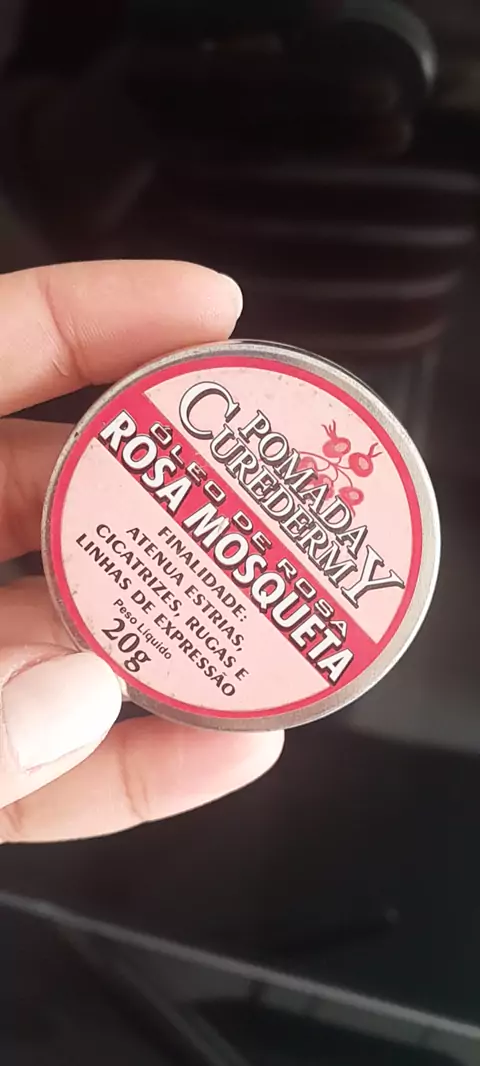 POMADA
CUREDERMY
ÓLEO DE ROSA
ROSA MOSQUETA
FINALIDADE:
ATENUA ESTRIAS,
CICATRIZES, RUGAS E
LINHAS DE EXPRESSÃO
Peso Líquido
20g